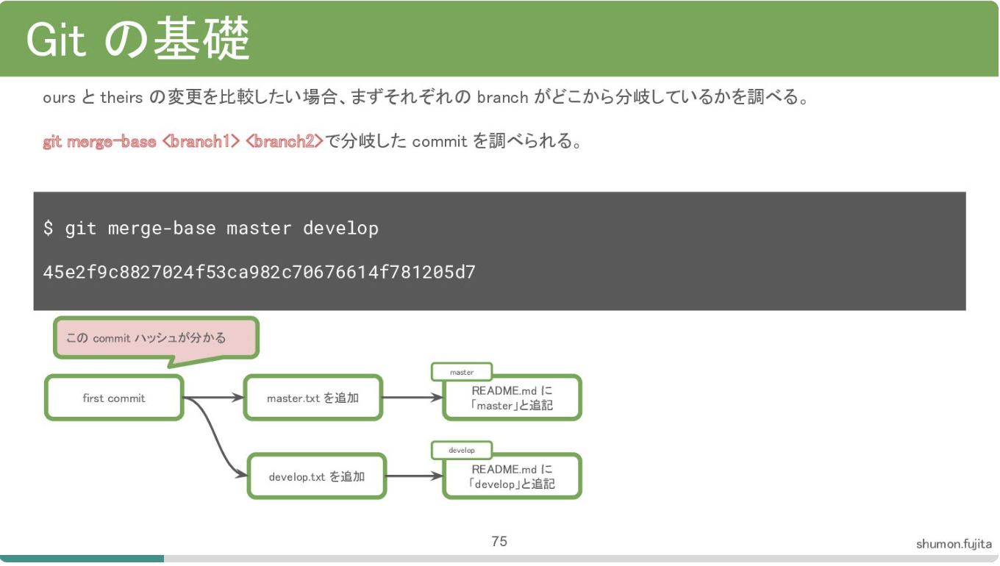 Git の基礎
ours と theirs の変更を比較したい場合、まずそれぞれの branch がどこから分岐しているかを調べる。
git merge-base <branch1> <branch2>で分岐した commit を調べられる。
$ git merge-base master develop
45e2f9c8827024f53ca982c70676614f781205d7
この commit ハッシュが分かる
master
first commit
master.txt を追加
README.md に
「master」と追記
develop
develop.txt を追加
README.md に
「develop」と追記
75
shumon.fujita